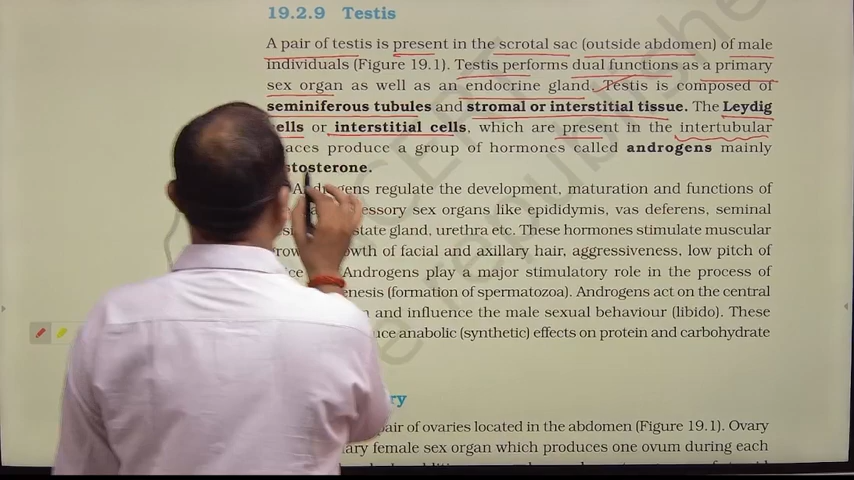 19.2.9 Testis
A pair of testis is present in the scrotal sac (outside abdomen) of male
individuals (Figure 19.1). Testis performs dual functions as a primary
sex organ as well as an endocrine gland. Testis is composed of
seminiferous tubules and stromal or interstitial tissue. The Leydig
cells or interstitial cells, which are present in the intertubular
aces produce a group of hormones called androgens mainly
stosterone.
Androgens regulate the development, maturation and functions of
essory sex organs like epididymis, vas deferens, seminal
state gland, urethra etc. These hormones stimulate muscular
wth of facial and axillary hair, aggressiveness, low pitch of
Androgens play a major stimulatory role in the process of
enesis (formation of spermatozoa). Androgens act on the central
and influence the male sexual behaviour (libido). These
uce anabolic (synthetic) effects on protein and carbohydrate
ry
pair of ovaries located in the abdomen (Figure 19.1). Ovary
ary female sex organ which produces one ovum during each